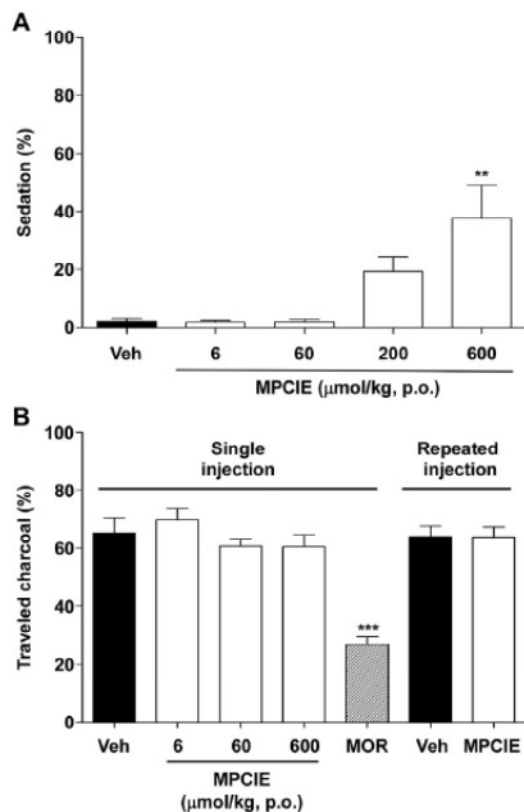 A
100
80
60
40
20
0
Sedation (%)
**
Veh 6 60 200 600
MPCIE (μmol/kg, p.o.)
B
Single injection
Repeated injection
100
80
60
40
20
0
Traveled charcoal (%)
***
Veh 6 60 600 MOR Veh MPCIE
MPCIE
(μmol/kg, p.o.)